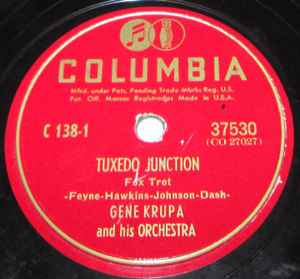 COLUMBIA
Mfd. under Pats. Pending Trade Marks Reg. U.S.
Pat. Off. Marcas Registradas Made in U.S.A.
C 138-1
37530
(CO 27027)
TUXEDO JUNCTION
Fox Trot
-Feyne-Hawkins-Johnson-Dash-
GENE KRUPA
and his ORCHESTRA